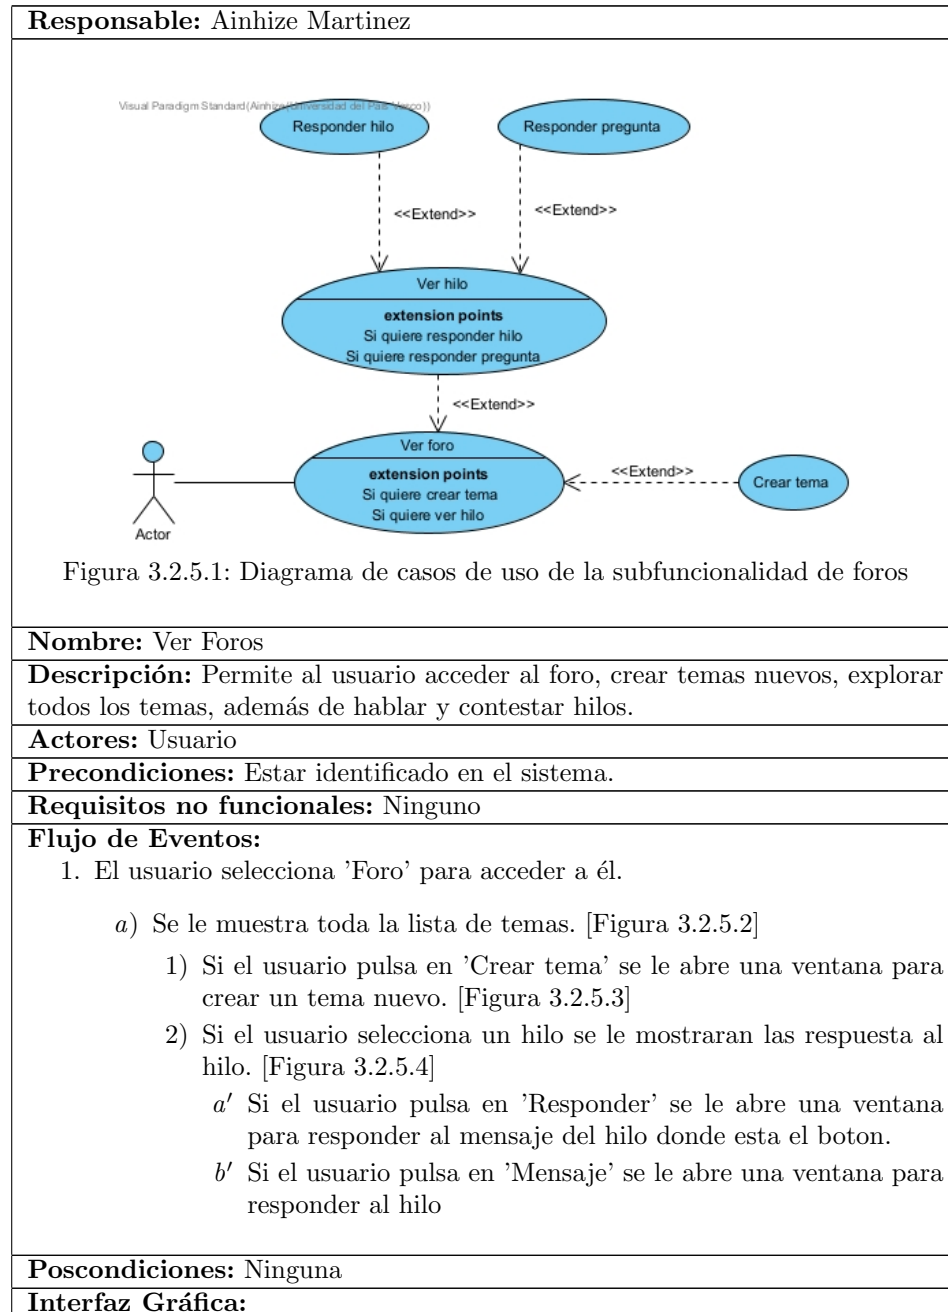 Responsable: Ainhize Martinez
Visual Paradigm Standard(Ainhize(Universidad del Pais Vasco))
Responder hilo
Responder pregunta
<<Extend>>
<<Extend>>
Ver hilo
extension points
Si quiere responder hilo
Si quiere responder pregunta
<<Extend>>
Ver foro
extension points
Si quiere crear tema
Si quiere ver hilo
<<Extend>>
Crear tema
Actor
Figura 3.2.5.1: Diagrama de casos de uso de la subfuncionalidad de foros
Nombre: Ver Foros
Descripción: Permite al usuario acceder al foro, crear temas nuevos, explorar
todos los temas, además de hablar y contestar hilos.
Actores: Usuario
Precondiciones: Estar identificado en el sistema.
Requisitos no funcionales: Ninguno
Flujo de Eventos:
1. El usuario selecciona ’Foro’ para acceder a él.
a) Se le muestra toda la lista de temas. [Figura 3.2.5.2]
1) Si el usuario pulsa en ’Crear tema’ se le abre una ventana para
crear un tema nuevo. [Figura 3.2.5.3]
2) Si el usuario selecciona un hilo se le mostraran las respuesta al
hilo. [Figura 3.2.5.4]
a′ Si el usuario pulsa en ’Responder’ se le abre una ventana
para responder al mensaje del hilo donde esta el boton.
b′ Si el usuario pulsa en ’Mensaje’ se le abre una ventana para
responder al hilo
Poscondiciones: Ninguna
Interfaz Gráfica: